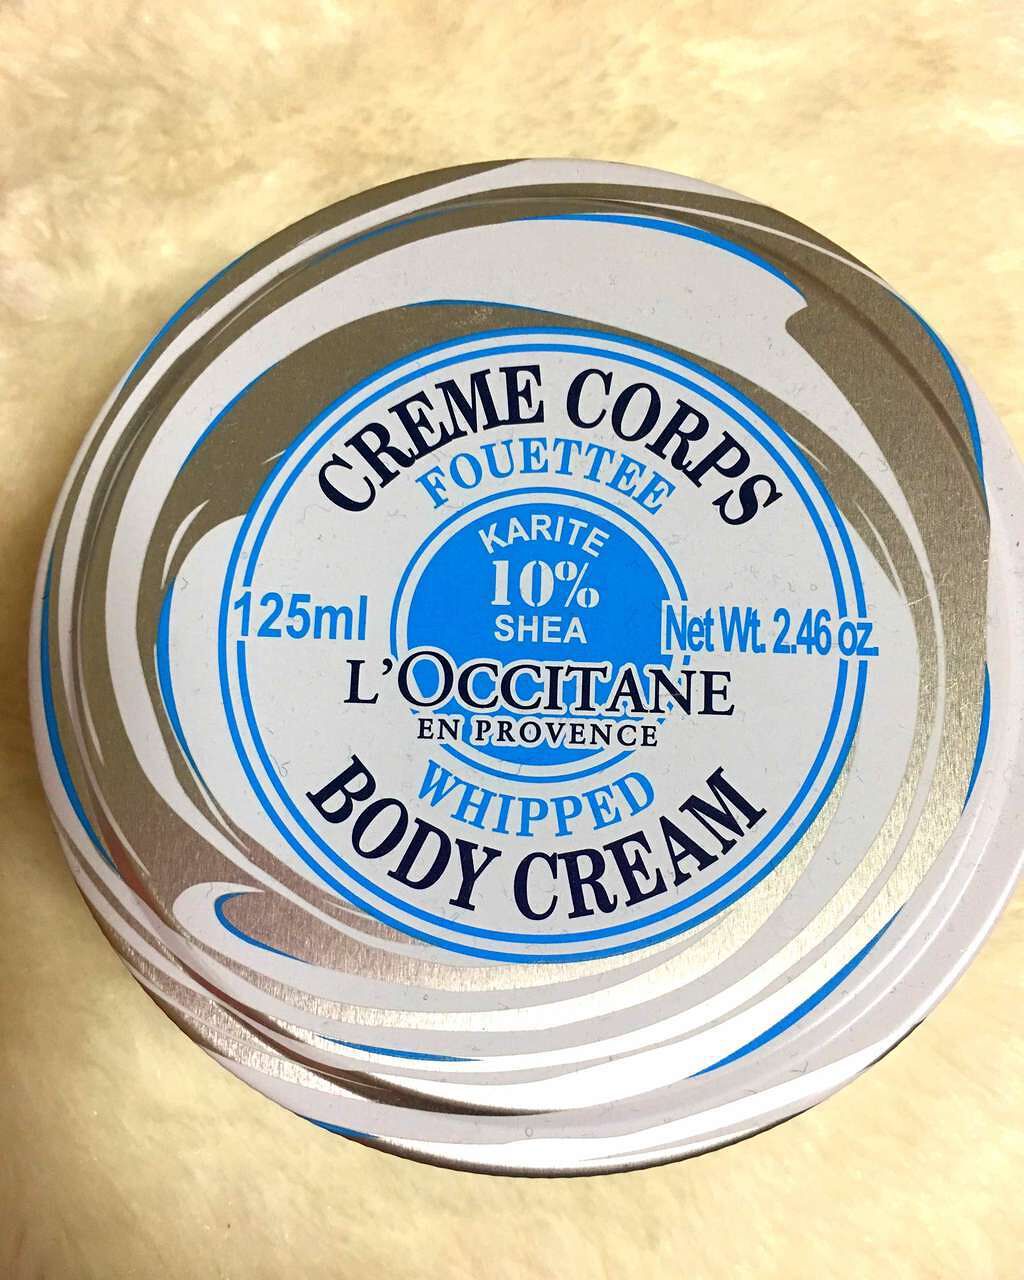 CREME CORPS
FOUETTEE
KARITE
10%
SHEA
125ml
Net Wt. 2.46 oz.
L'OCCITANE
EN PROVENCE
WHIPPED
BODY CREAM